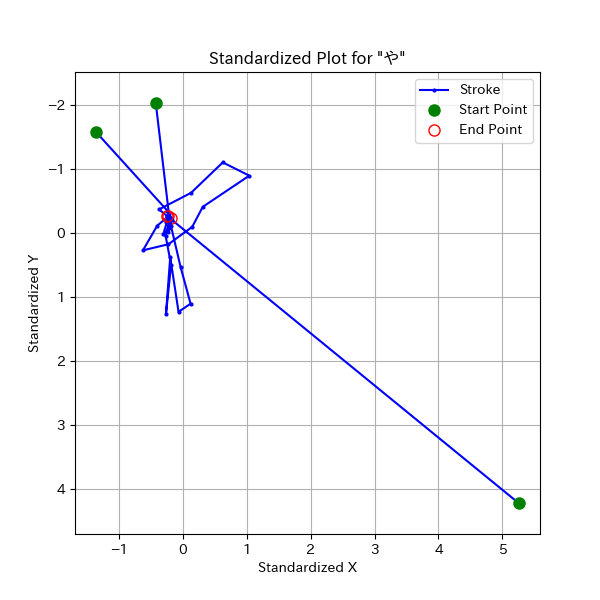 Standardized Plot for "や"
Stroke
Start Point
End Point
−2
−1
0
1
2
3
4
Standardized Y
−1 0 1 2 3 4 5
Standardized X